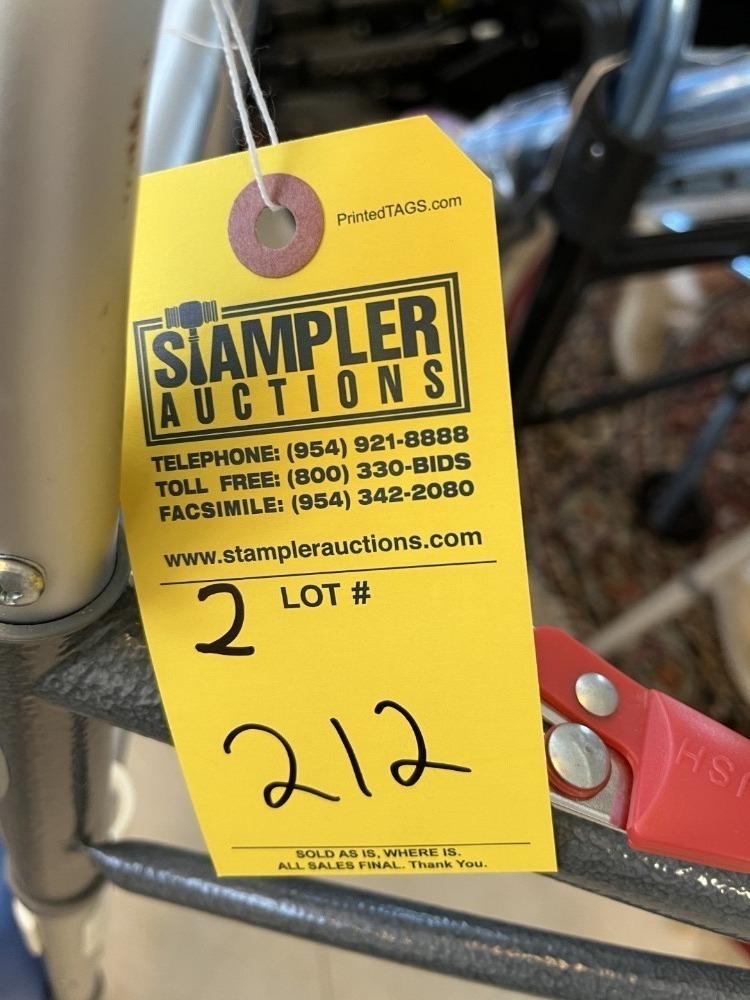 PrintedTAGS.com
STAMPLER
AUCTIONS
TELEPHONE: (954) 921-8888
TOLL FREE: (800) 330-BIDS
FACSIMILE: (954) 342-2080
www.stamplerauctions.com
2 LOT #
212
SOLD AS IS, WHERE IS.
ALL SALES FINAL. Thank You.